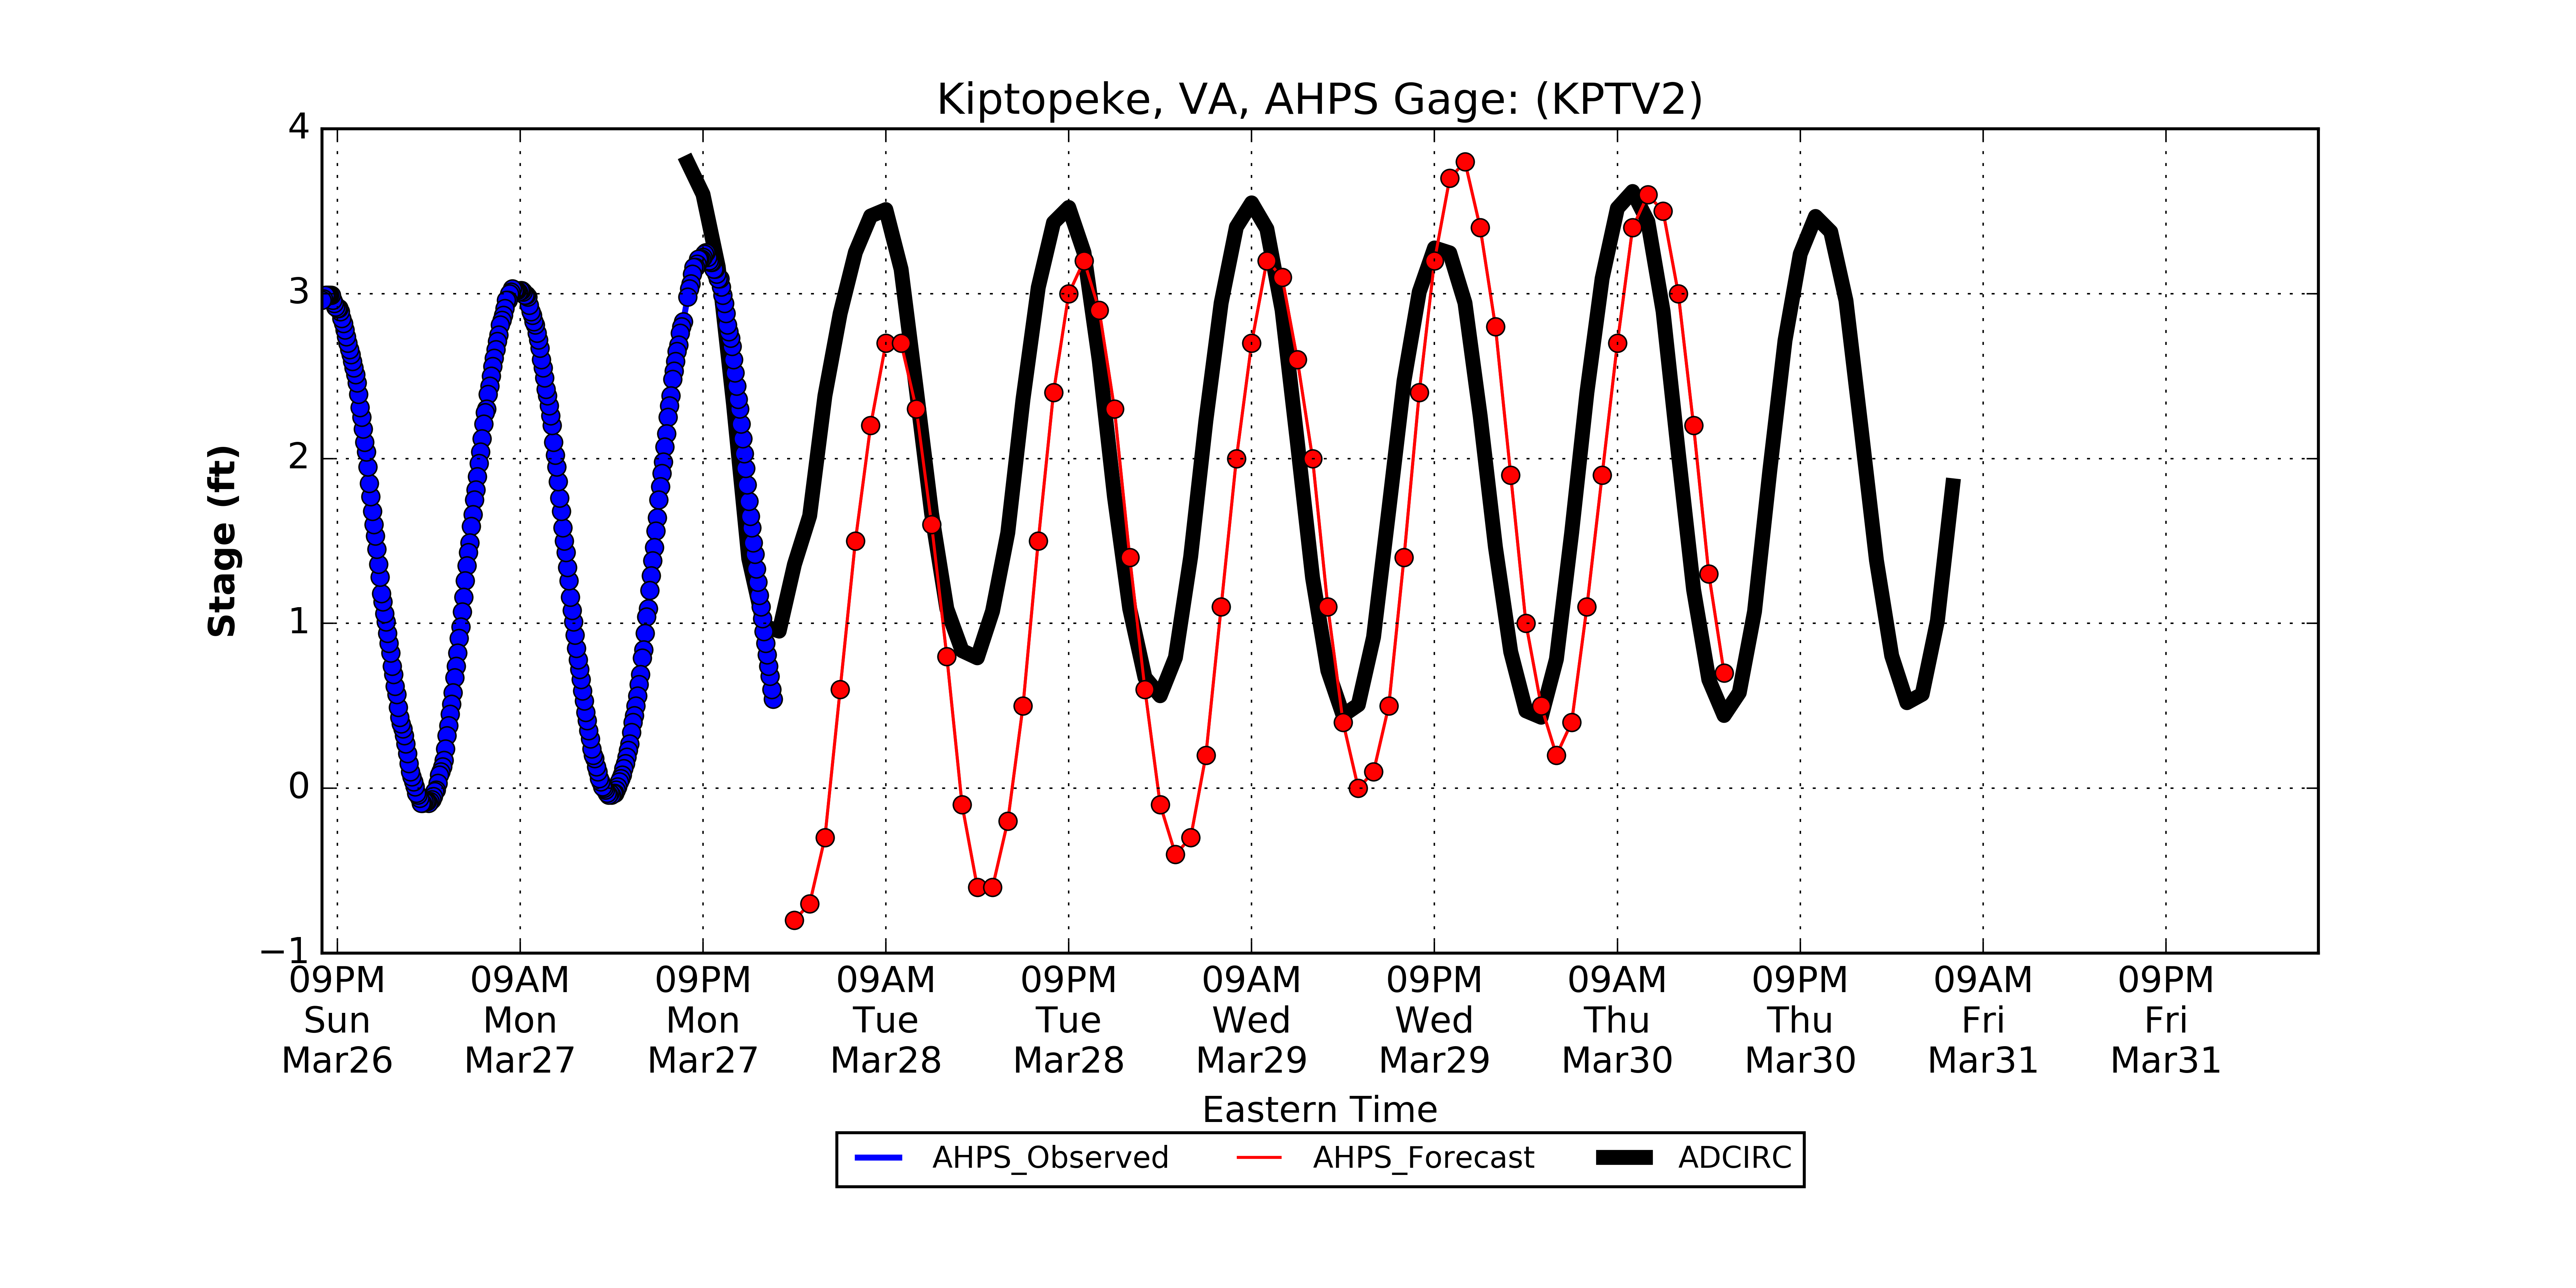 Kiptopeke, VA, AHPS Gage: (KPTV2)
4
3
2
1
0
−1
Stage (ft)
09PM 09AM 09PM 09AM 09PM 09AM 09PM 09AM 09PM 09AM 09PM
Sun Mon Mon Tue Tue Wed Wed Thu Thu Fri Fri
Mar26 Mar27 Mar27 Mar28 Mar28 Mar29 Mar29 Mar30 Mar30 Mar31 Mar31
Eastern Time
AHPS_Observed AHPS_Forecast ADCIRC